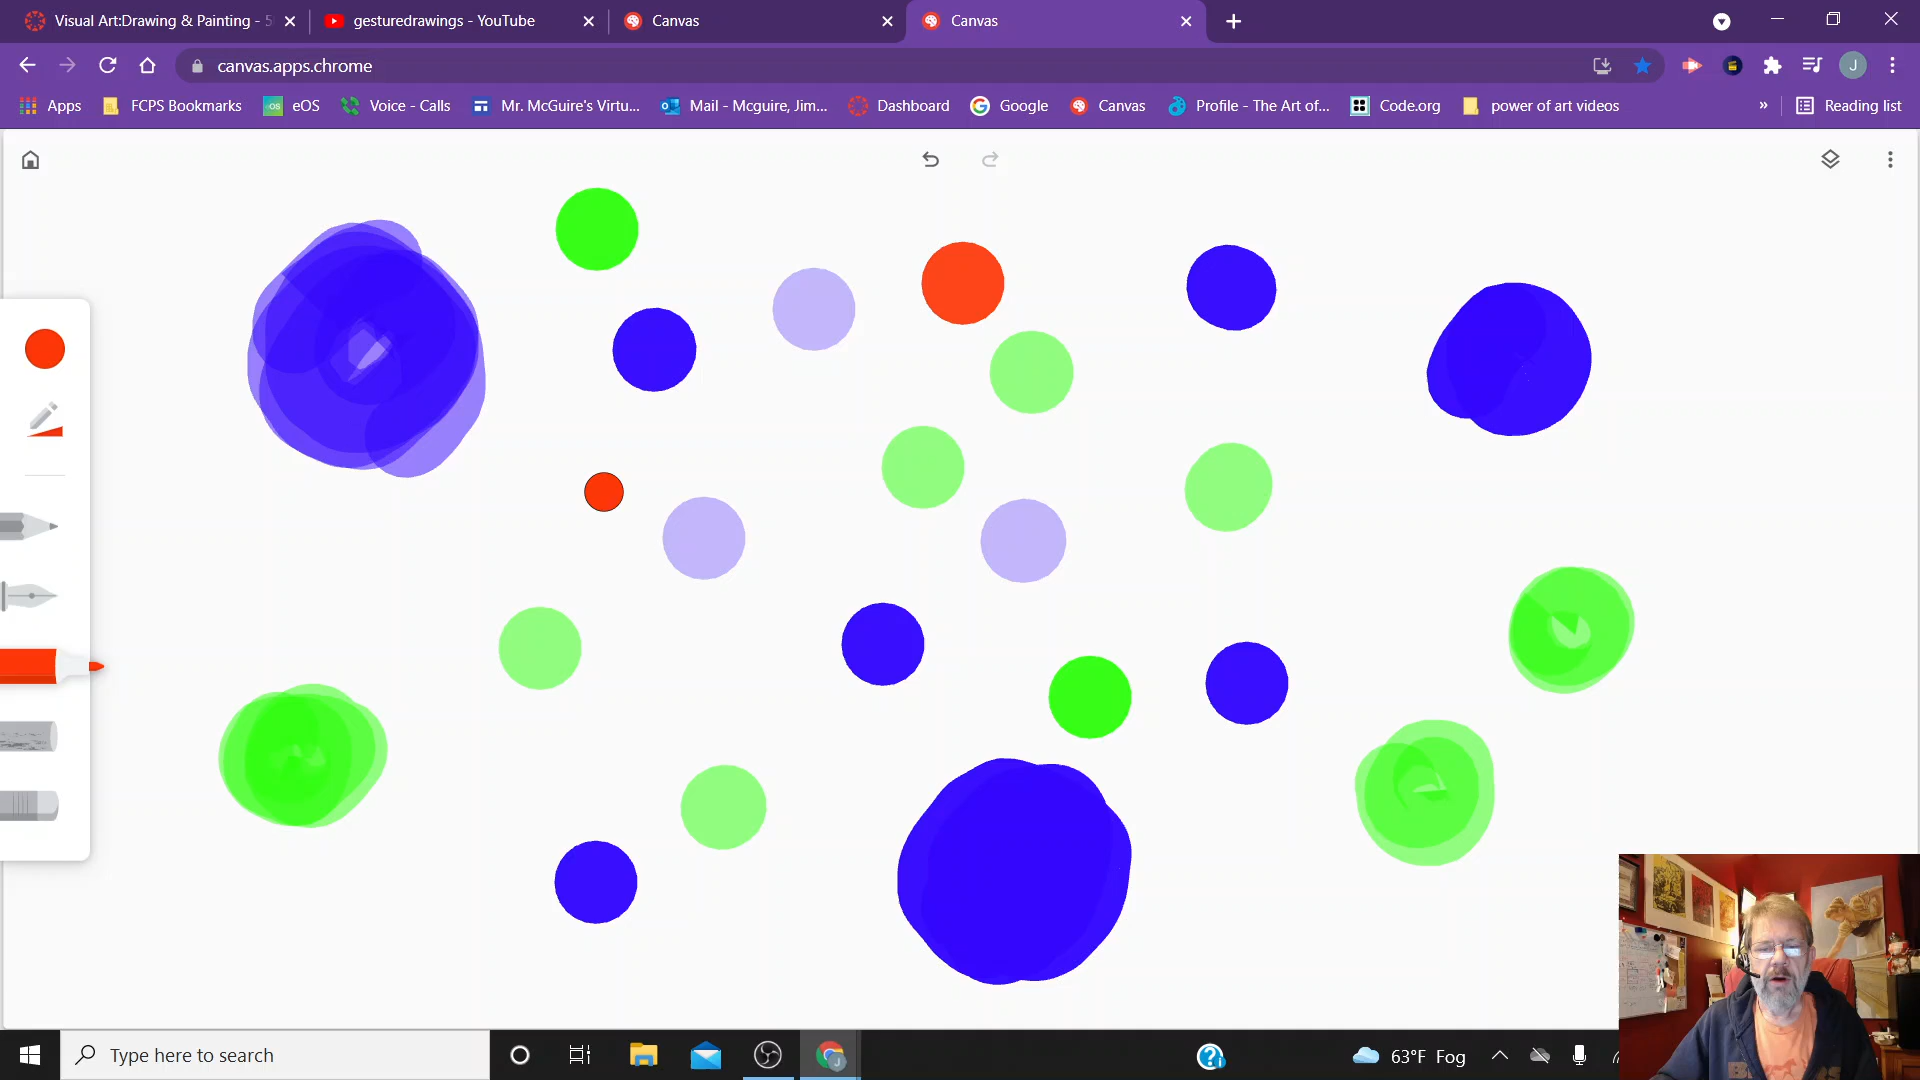 Visual Art:Drawing & Painting - 5
gesturedrawings - YouTube
Canvas
Canvas
canvas.apps.chrome
J
Apps
FCPS Bookmarks
eOS
Voice - Calls
Mr. McGuire's Virtu...
Mail - Mcguire, Jim...
Dashboard
Google
Canvas
Profile - The Art of...
Code.org
power of art videos
»
Reading list
Type here to search
63°F Fog